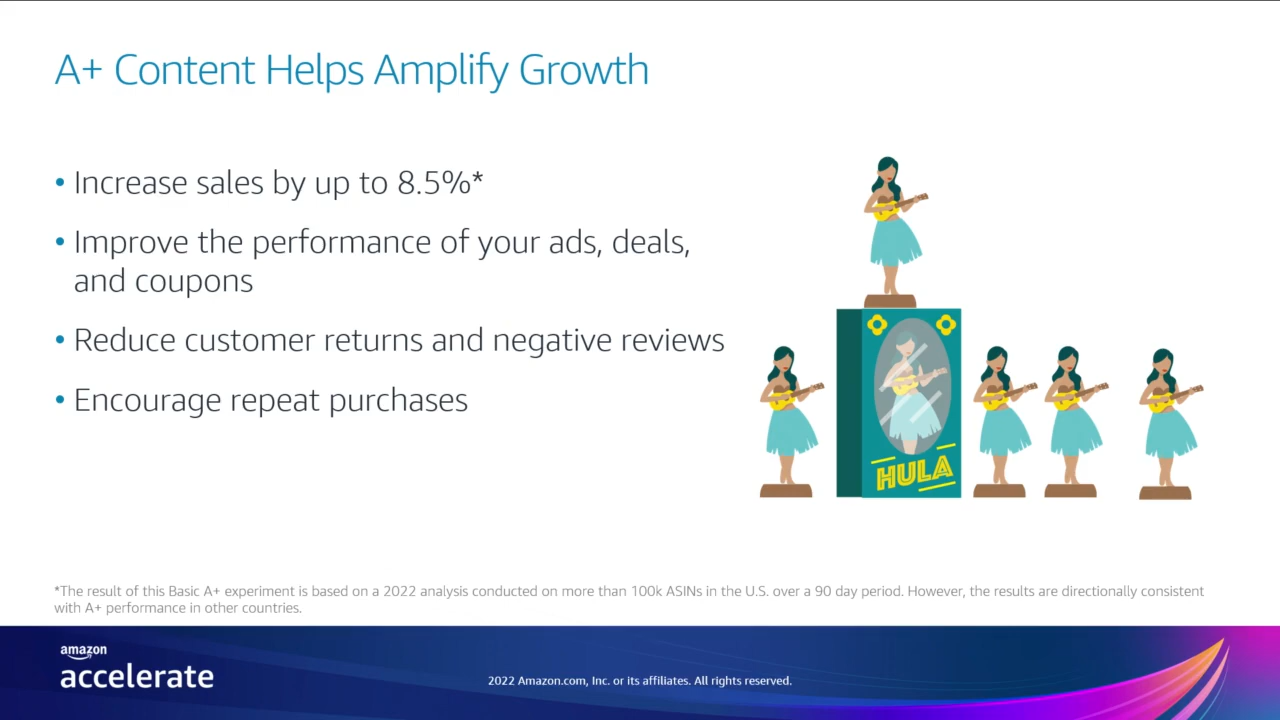 A+ Content Helps Amplify Growth
• Increase sales by up to 8.5%*
• Improve the performance of your ads, deals,
and coupons
• Reduce customer returns and negative reviews
• Encourage repeat purchases
HULA
*The result of this Basic A+ experiment is based on a 2022 analysis conducted on more than 100k ASINs in the U.S. over a 90 day period. However, the results are directionally consistent
with A+ performance in other countries.
amazon
accelerate
2022 Amazon.com, Inc. or its affiliates. All rights reserved.